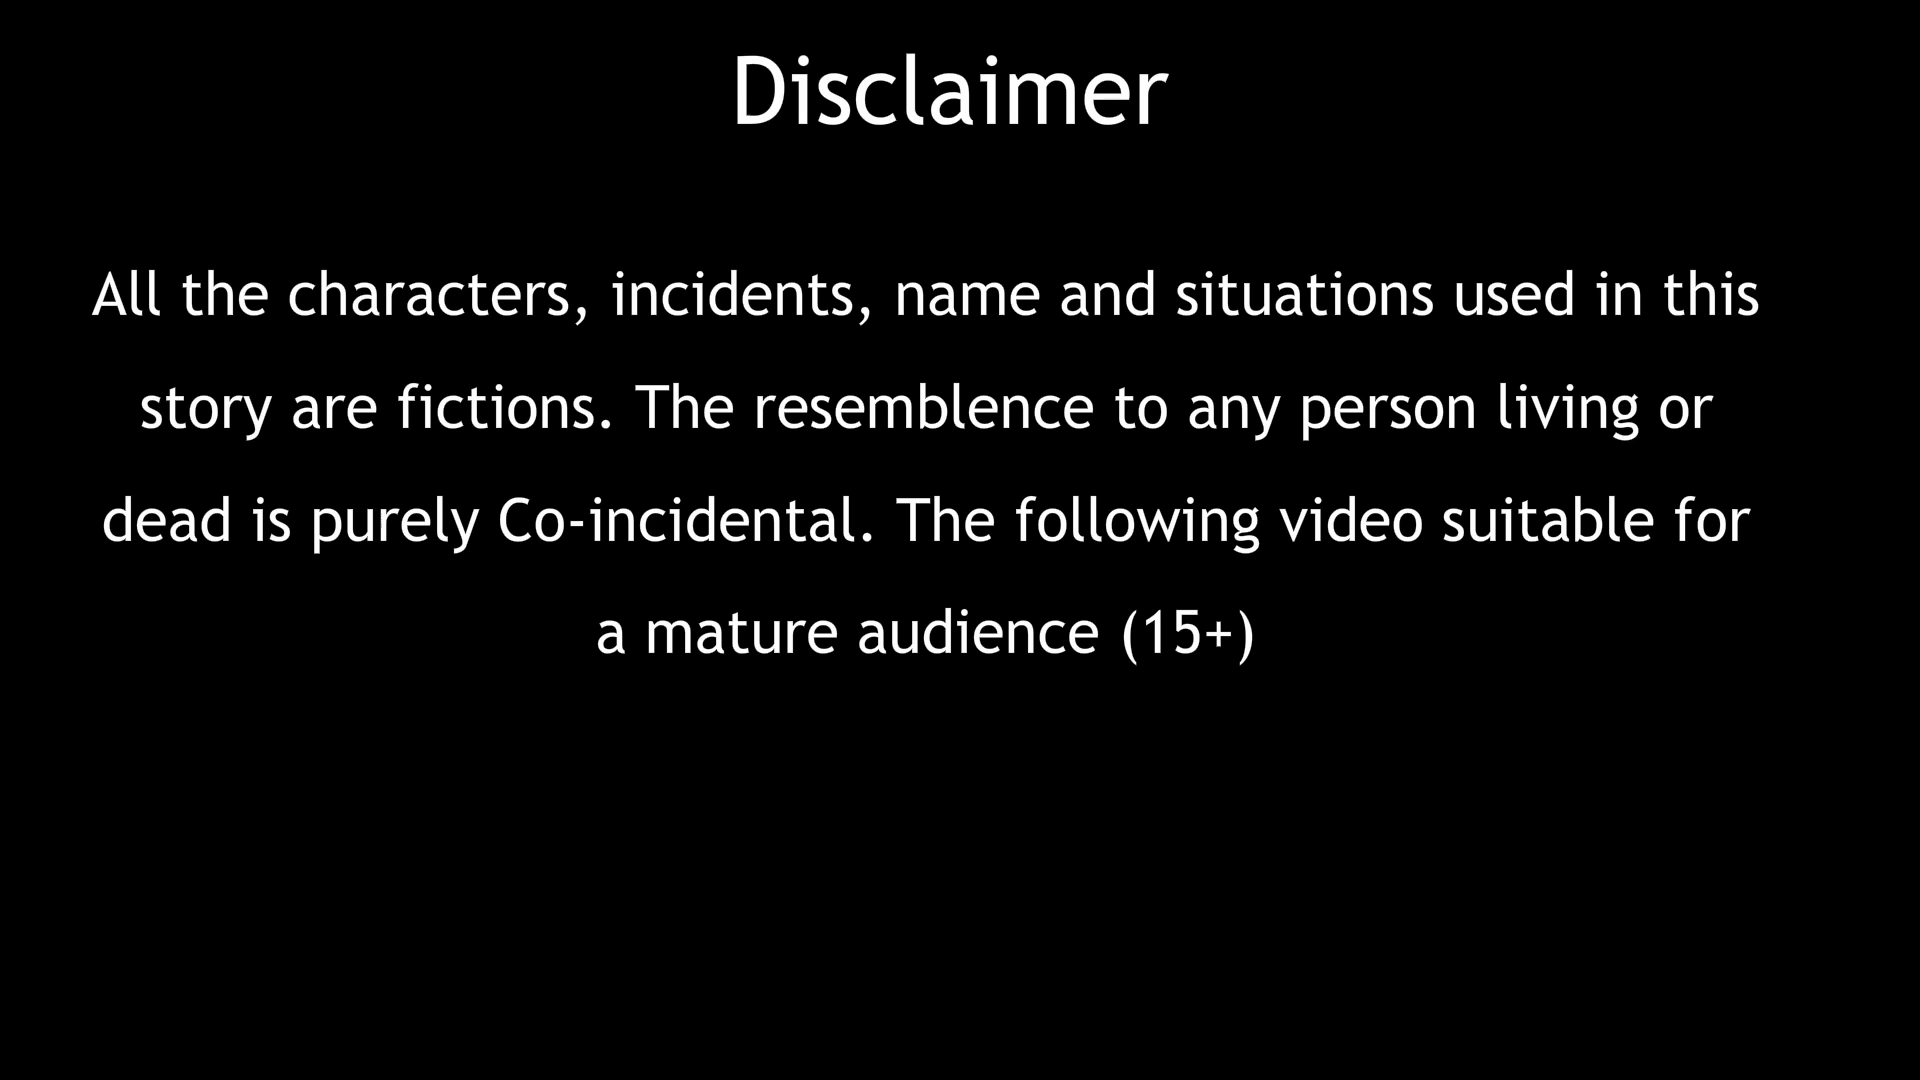 Disclaimer
All the characters, incidents, name and situations used in this
story are fictions. The resemblence to any person living or
dead is purely Co-incidental. The following video suitable for
a mature audience (15+)